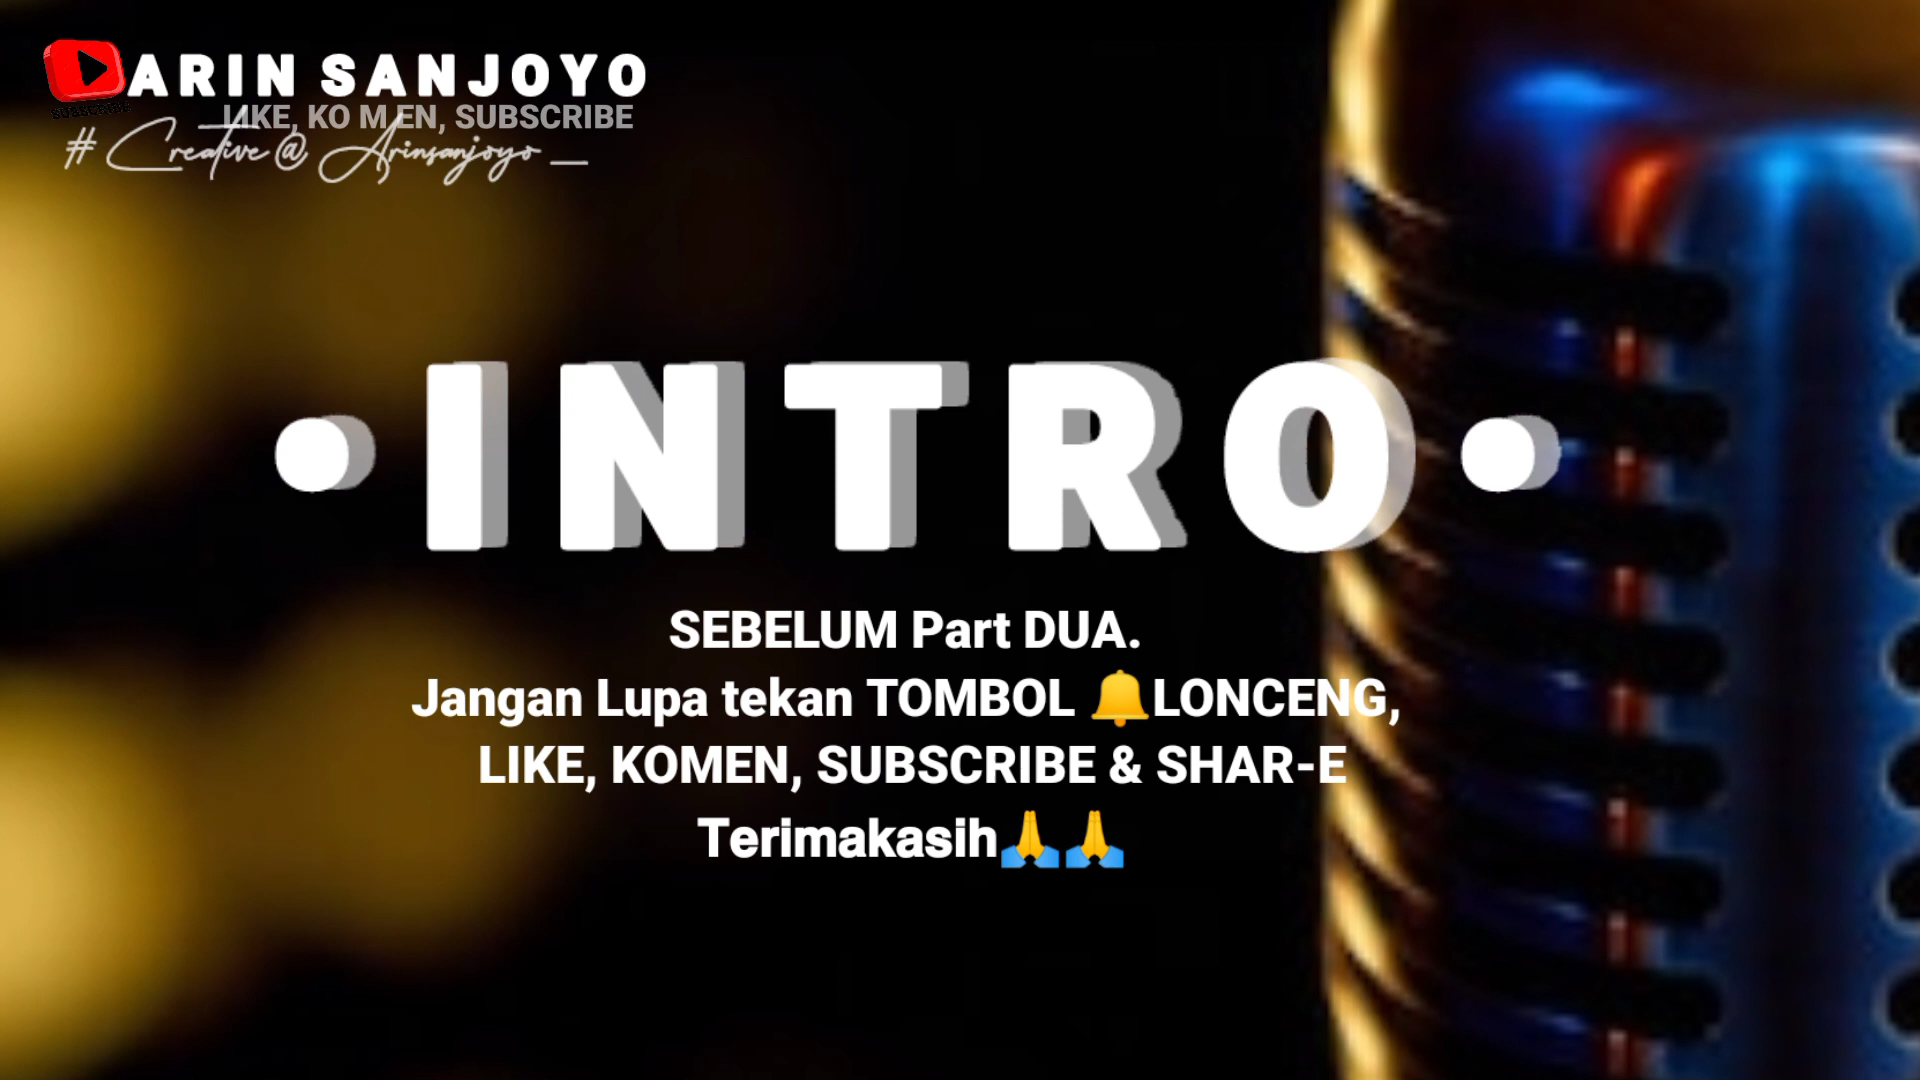 ARIN SANJOYO
SUBSCRIBE
LIKE, KO M EN, SUBSCRIBE
# Creative @ Arinsanjoyo _
•INTRO•
SEBELUM Part DUA.
Jangan Lupa tekan TOMBOL 🔔LONCENG,
LIKE, KOMEN, SUBSCRIBE & SHAR-E
Terimakasih🙏🙏